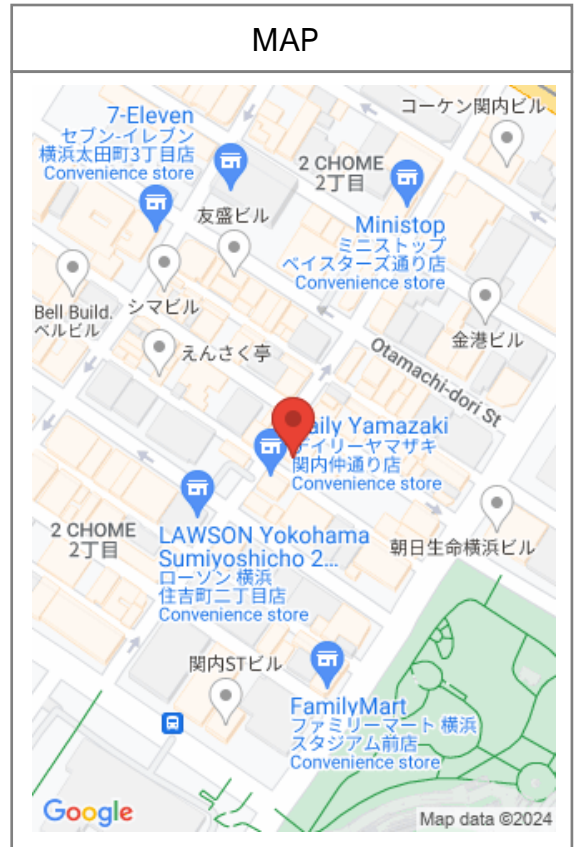 MAP
コーケン関内ビル
7-Eleven
セブン-イレブン
横浜太田町3丁目店
Convenience store
2 CHOME
2丁目
友盛ビル
Ministop
ミニストップ
ベイスターズ通り店
Convenience store
Bell Build.
ベルビル
シマビル
金港ビル
えんさく亭
Otamachi-dori St
aily Yamazaki
デイリーヤマザキ
関内仲通り店
Convenience store
2 CHOME
2丁目
LAWSON Yokohama
Sumiyoshicho 2...
ローソン 横浜
住吉町二丁目店
Convenience store
朝日生命横浜ビル
関内STビル
FamilyMart
ファミリーマート 横浜
スタジアム前店
Convenience store
Google
Map data ©2024